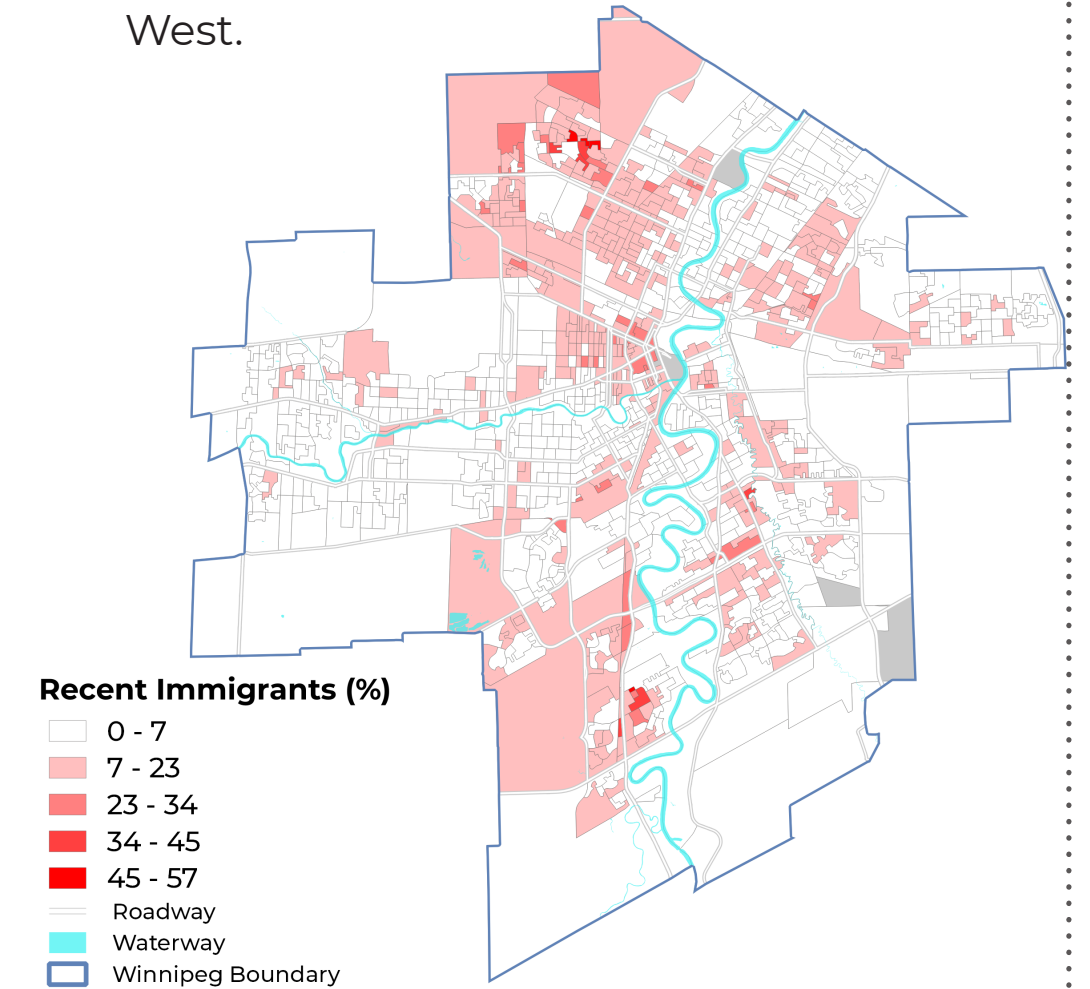 West.
Recent Immigrants (%)
0 - 7
7 - 23
23 - 34
34 - 45
45 - 57
Roadway
Waterway
Winnipeg Boundary